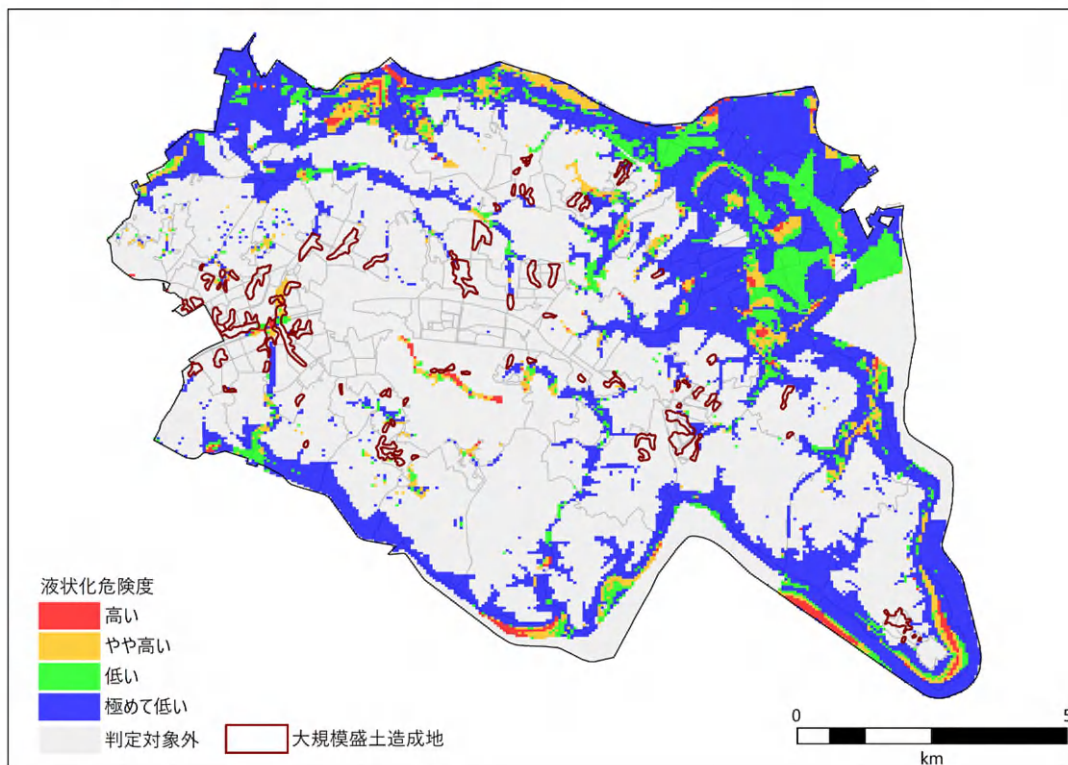 液状化危険度
高い
やや高い
低い
極めて低い
判定対象外
大規模盛土造成地
0
5
km